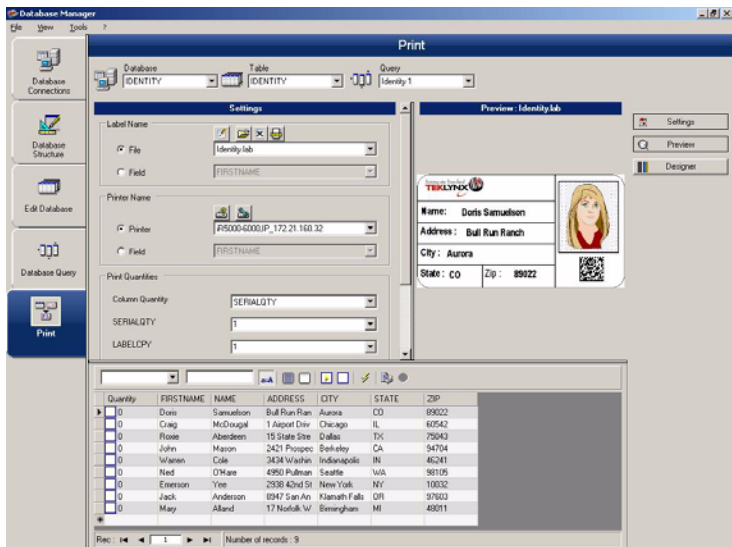 Database Manager
File View Tools ?
Print
Database Table Query
IDENTITY IDENTITY Identity 1
Database Connections
Database Structure
Edit Database
Database Query
Print
Settings
Label Name
File Identity.lab
Field FIRSTNAME
Printer Name
Printer iR5000-6000,IP_172.21.160.32
Field FIRSTNAME
Print Quantities
Column Quantity SERIALQTY
SERIALQTY 1
LABELCPY 1
Preview : Identity.lab
TEKLYNX
Name: Doris Samuelson
Address : Bull Run Ranch
City : Aurora
State : CO Zip : 89022
Settings
Preview
Designer
Quantity FIRSTNAME NAME ADDRESS CITY STATE ZIP
0 Doris Samuelson Bull Run Ran Aurora CO 89022
0 Craig McDougal 1 Airport Driv Chicago IL 60542
0 Roxie Aberdeen 15 State Stre Dallas TX 75043
0 John Mason 2421 Prospec Berkeley CA 94704
0 Warren Cole 3434 Washin Indianapolis IN 46241
0 Ned O'Hare 4950 Pullman Seattle WA 98105
0 Emerson Yee 2938 42nd St New York NY 10032
0 Jack Anderson 8947 San An Klamath Falls OR 97603
0 Mary Alland 17 Norfolk W Birmingham MI 48011
Rec : 1 Number of records : 9